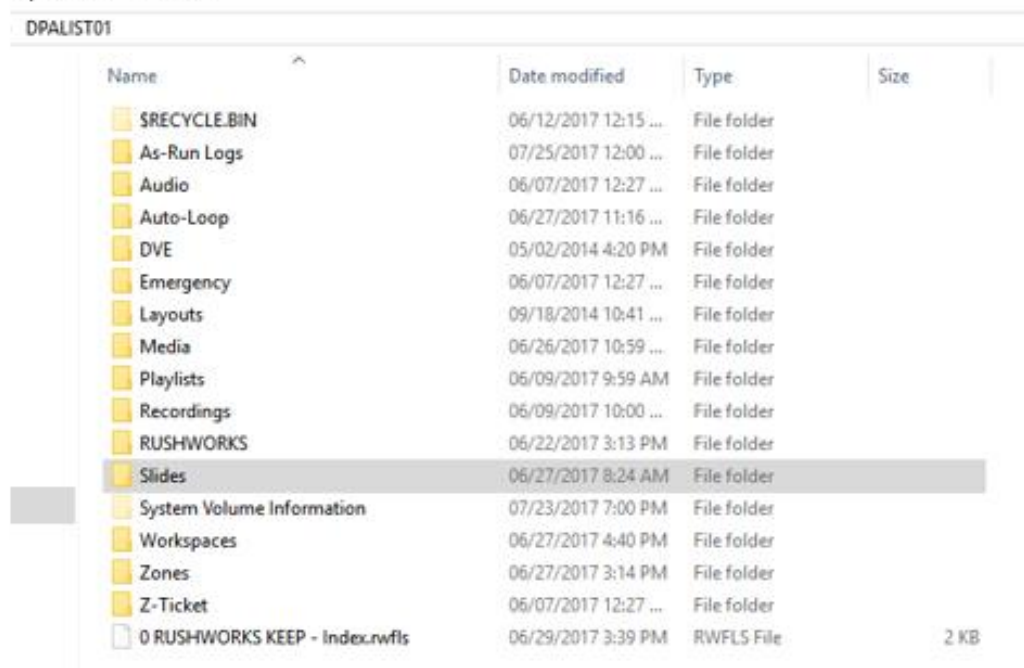 DPALIST01
Name Date modified Type Size
$RECYCLE.BIN 06/12/2017 12:15 ... File folder
As-Run Logs 07/25/2017 12:00 ... File folder
Audio 06/07/2017 12:27 ... File folder
Auto-Loop 06/27/2017 11:16 ... File folder
DVE 05/02/2014 4:20 PM File folder
Emergency 06/07/2017 12:27 ... File folder
Layouts 09/18/2014 10:41 ... File folder
Media 06/26/2017 10:59 ... File folder
Playlists 06/09/2017 9:59 AM File folder
Recordings 06/09/2017 10:00 ... File folder
RUSHWORKS 06/22/2017 3:13 PM File folder
Slides 06/27/2017 8:24 AM File folder
System Volume Information 07/23/2017 7:00 PM File folder
Workspaces 06/27/2017 4:40 PM File folder
Zones 06/27/2017 3:14 PM File folder
Z-Ticket 06/07/2017 12:27 ... File folder
0 RUSHWORKS KEEP - Index.rwfls 06/29/2017 3:39 PM RWFLS File 2 KB